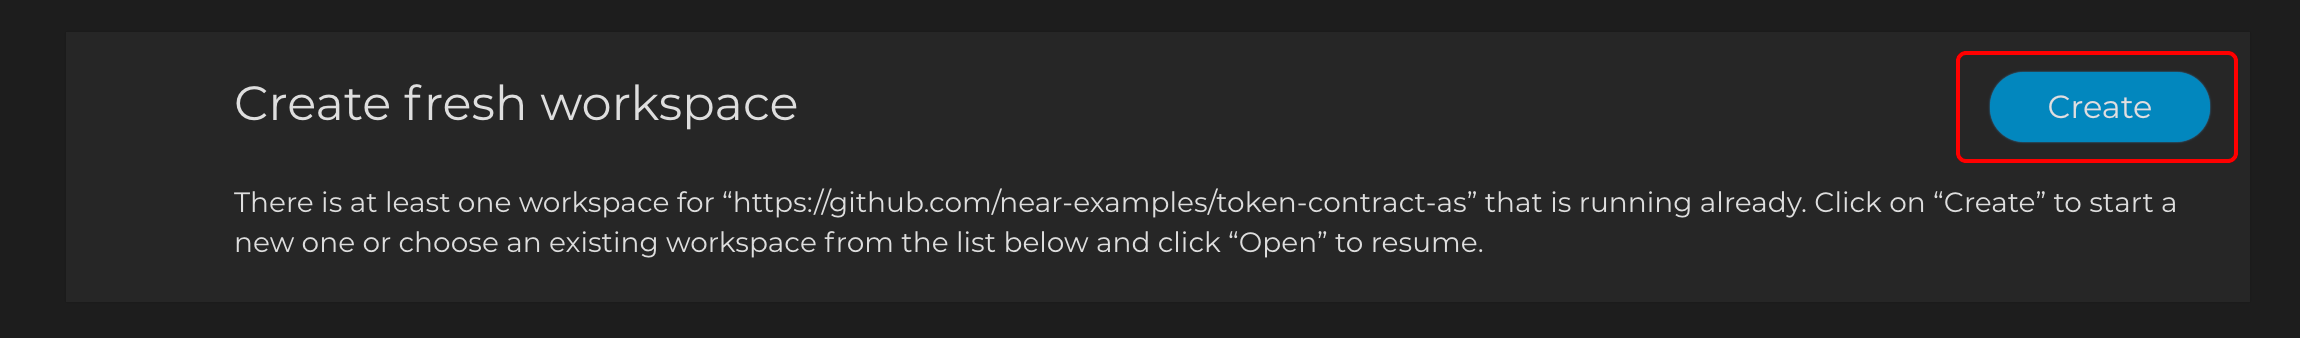 Create fresh workspace
Create
There is at least one workspace for “https://github.com/near-examples/token-contract-as” that is running already. Click on “Create” to start a
new one or choose an existing workspace from the list below and click “Open” to resume.